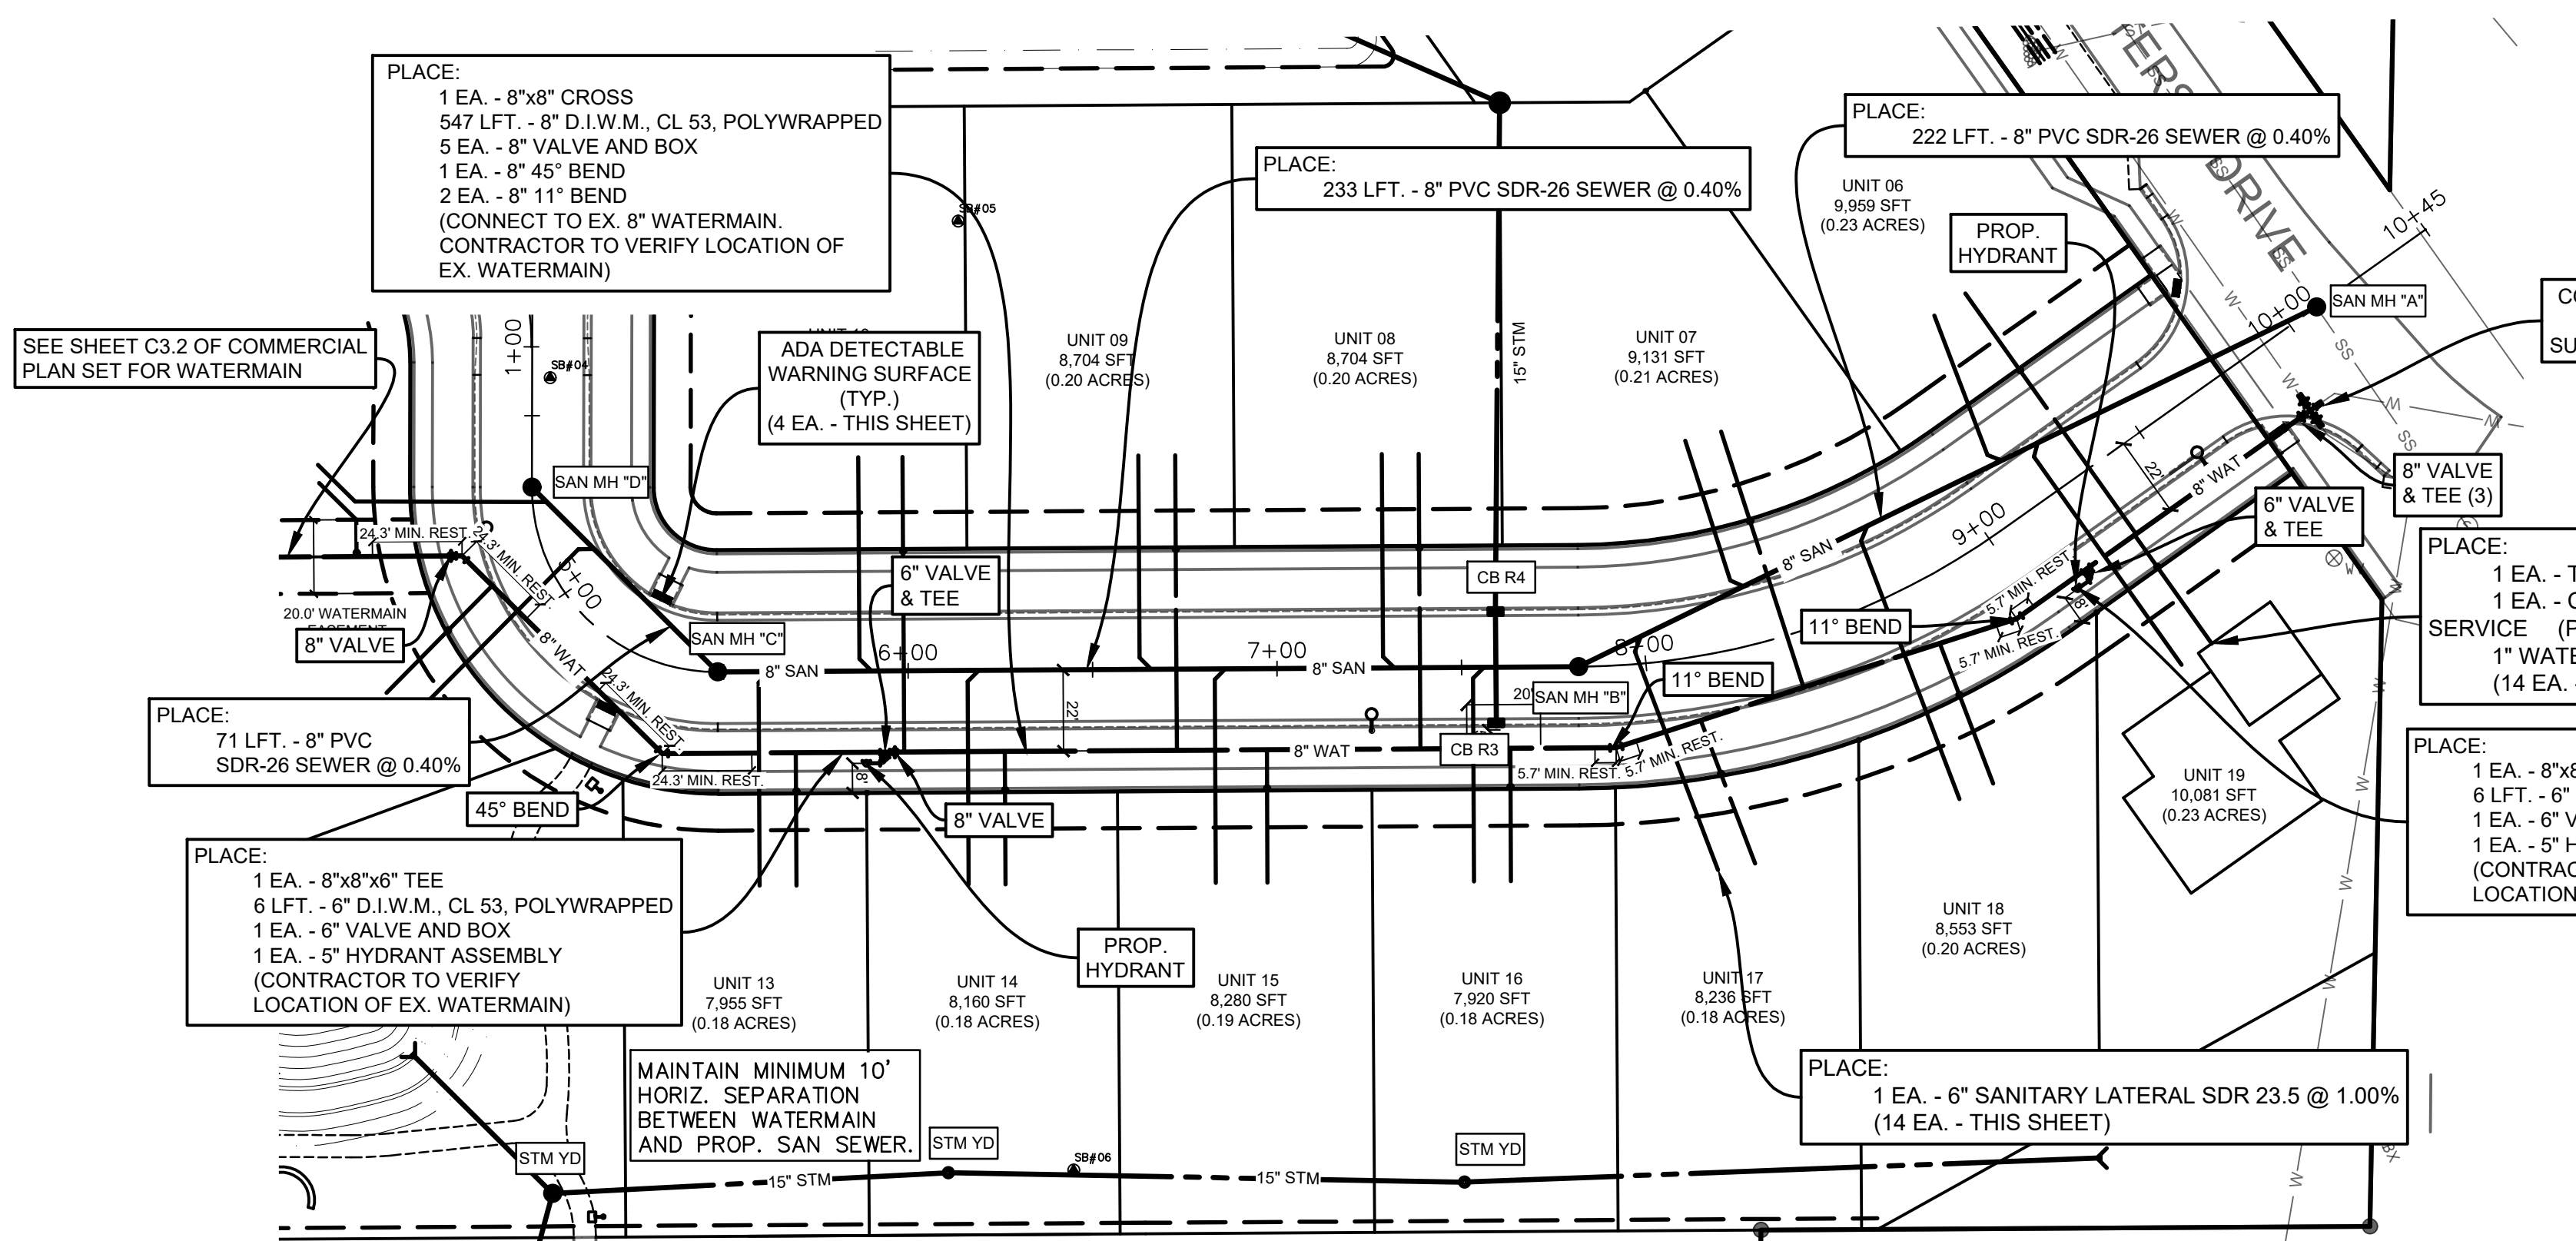 PLACE:
1 EA. - 8"x8" CROSS
547 LFT. - 8" D.I.W.M., CL 53, POLYWRAPPED
5 EA. - 8" VALVE AND BOX
1 EA. - 8" 45° BEND
2 EA. - 8" 11° BEND
(CONNECT TO EX. 8" WATERMAIN.
CONTRACTOR TO VERIFY LOCATION OF
EX. WATERMAIN)
SB#05
PLACE:
233 LFT. - 8" PVC SDR-26 SEWER @ 0.40%
PLACE:
222 LFT. - 8" PVC SDR-26 SEWER @ 0.40%
UNIT 06
9,959 SFT
(0.23 ACRES)
PROP.
HYDRANT
DRIVE
10+45
10+00
SAN MH "A"
SEE SHEET C3.2 OF COMMERCIAL
PLAN SET FOR WATERMAIN
1+00
SB#04
ADA DETECTABLE
WARNING SURFACE
(TYP.)
(4 EA. - THIS SHEET)
UNIT 09
8,704 SFT
(0.20 ACRES)
UNIT 08
8,704 SFT
(0.20 ACRES)
15" STM
UNIT 07
9,131 SFT
(0.21 ACRES)
SAN MH "D"
24.3' MIN. REST.
24.3' MIN. REST.
5+00
20.0' WATERMAIN
8" VALVE
8" WAT
24.3' MIN. REST.
24.3' MIN. REST.
SAN MH "C"
8" SAN
6" VALVE
& TEE
6+00
7+00
8" SAN
22'
CB R4
8+00
20'
SAN MH "B"
CB R3
8" WAT
11° BEND
5.7' MIN. REST.
5.7' MIN. REST.
8" SAN
9+00
11° BEND
5.7' MIN. REST.
5.7' MIN. REST.
8'
22'
8" WAT
8" VALVE
& TEE (3)
6" VALVE
& TEE
PLACE:
SERVICE
PLACE:
71 LFT. - 8" PVC
SDR-26 SEWER @ 0.40%
45° BEND
8'
8" VALVE
PLACE:
1 EA. - 8"x8"x6" TEE
6 LFT. - 6" D.I.W.M., CL 53, POLYWRAPPED
1 EA. - 6" VALVE AND BOX
1 EA. - 5" HYDRANT ASSEMBLY
(CONTRACTOR TO VERIFY
LOCATION OF EX. WATERMAIN)
PROP.
HYDRANT
UNIT 13
7,955 SFT
(0.18 ACRES)
UNIT 14
8,160 SFT
(0.18 ACRES)
UNIT 15
8,280 SFT
(0.19 ACRES)
UNIT 16
7,920 SFT
(0.18 ACRES)
UNIT 17
8,236 SFT
(0.18 ACRES)
UNIT 18
8,553 SFT
(0.20 ACRES)
UNIT 19
10,081 SFT
(0.23 ACRES)
PLACE:
6 LFT. - 6"
LOCATION
MAINTAIN MINIMUM 10'
HORIZ. SEPARATION
BETWEEN WATERMAIN
AND PROP. SAN SEWER.
PLACE:
1 EA. - 6" SANITARY LATERAL SDR 23.5 @ 1.00%
(14 EA. - THIS SHEET)
STM YD
STM YD
STM YD
SB#06
15" STM
15" STM